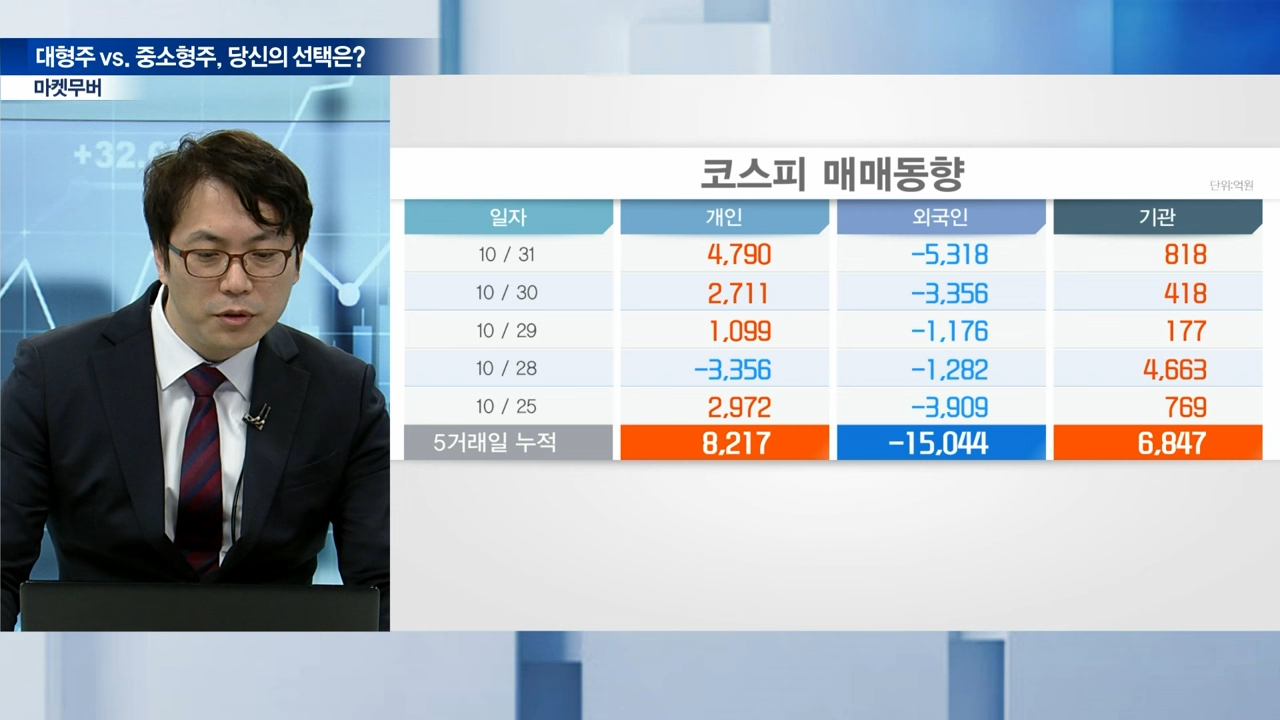 대형주 vs. 중소형주, 당신의 선택은?
마켓무버
+32.6
코스피 매매동향
단위:억원
일자 개인 외국인 기관
10 / 31 4,790 -5,318 818
10 / 30 2,711 -3,356 418
10 / 29 1,099 -1,176 177
10 / 28 -3,356 -1,282 4,663
10 / 25 2,972 -3,909 769
5거래일 누적 8,217 -15,044 6,847